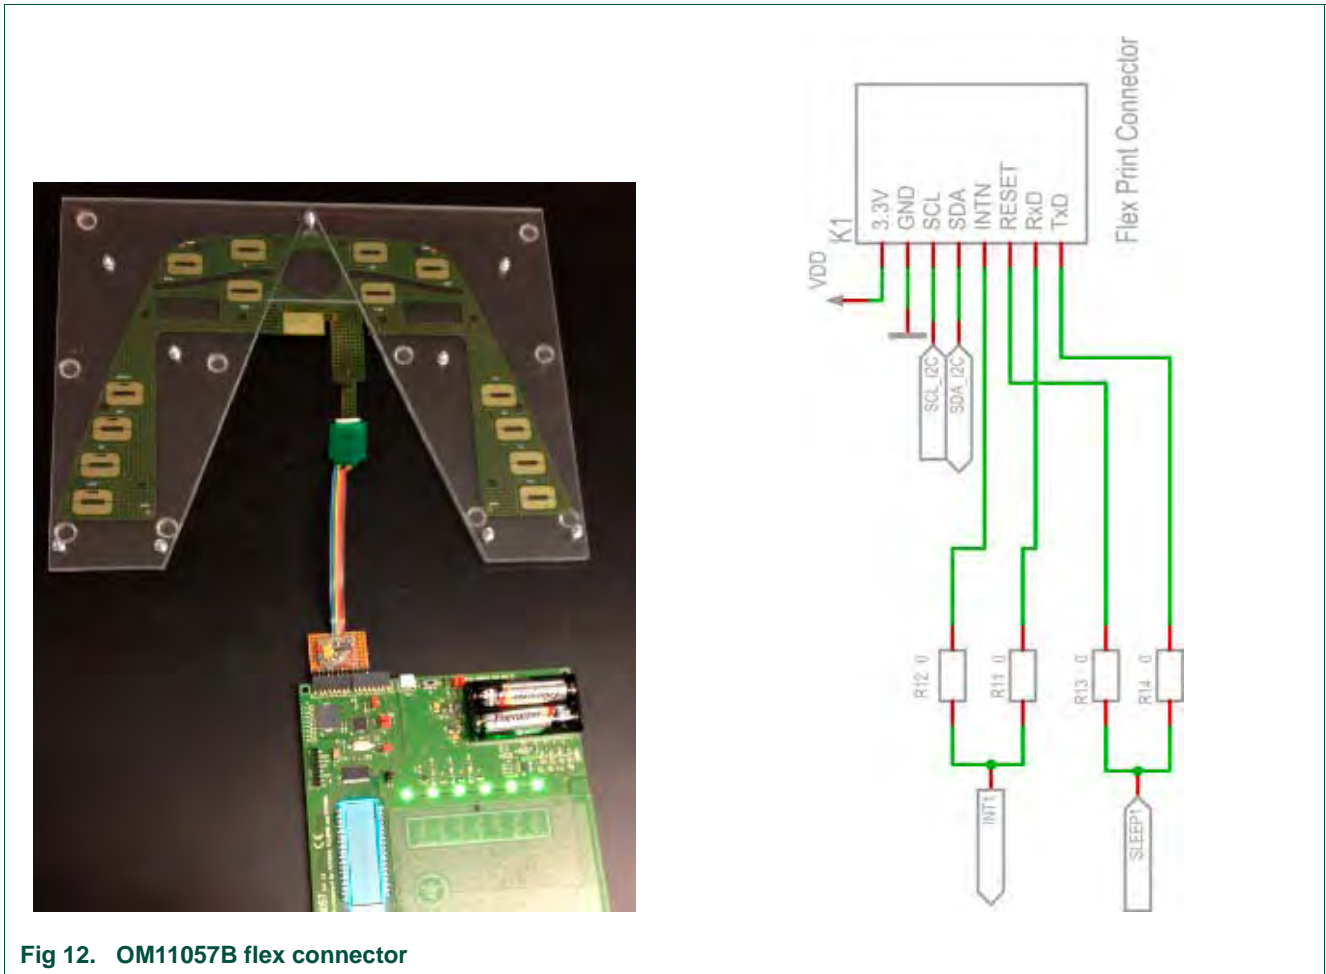 Flex Print Connector
K1
3.3V
GND
SCL
SDA
INTN
RESET
RxD
TxD
VDD
SCL_I2C
SDA_I2C
R12 0
R11 0
R13 0
R14 0
INT1
SLEEP1
Fig 12. OM11057B flex connector